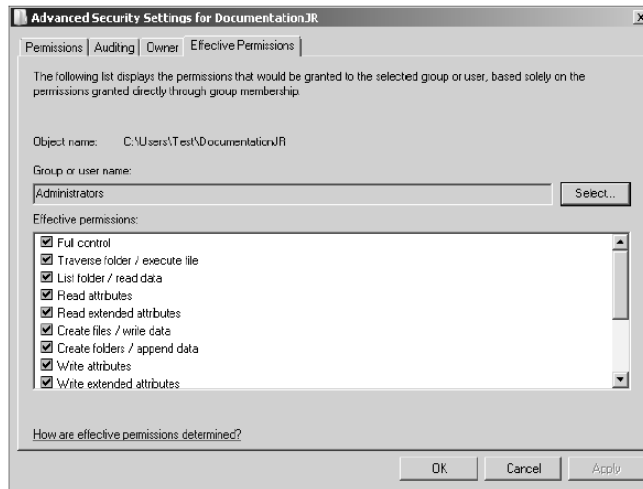 Advanced Security Settings for DocumentationJR
Permissions Auditing Owner Effective Permissions
The following list displays the permissions that would be granted to the selected group or user, based solely on the
permissions granted directly through group membership.
Object name: C:\Users\Test\DocumentationJR
Group or user name:
Administrators
Select...
Effective permissions:
Full control
Traverse folder / execute file
List folder / read data
Read attributes
Read extended attributes
Create files / write data
Create folders / append data
Write attributes
Write extended attributes
How are effective permissions determined?
OK Cancel Apply